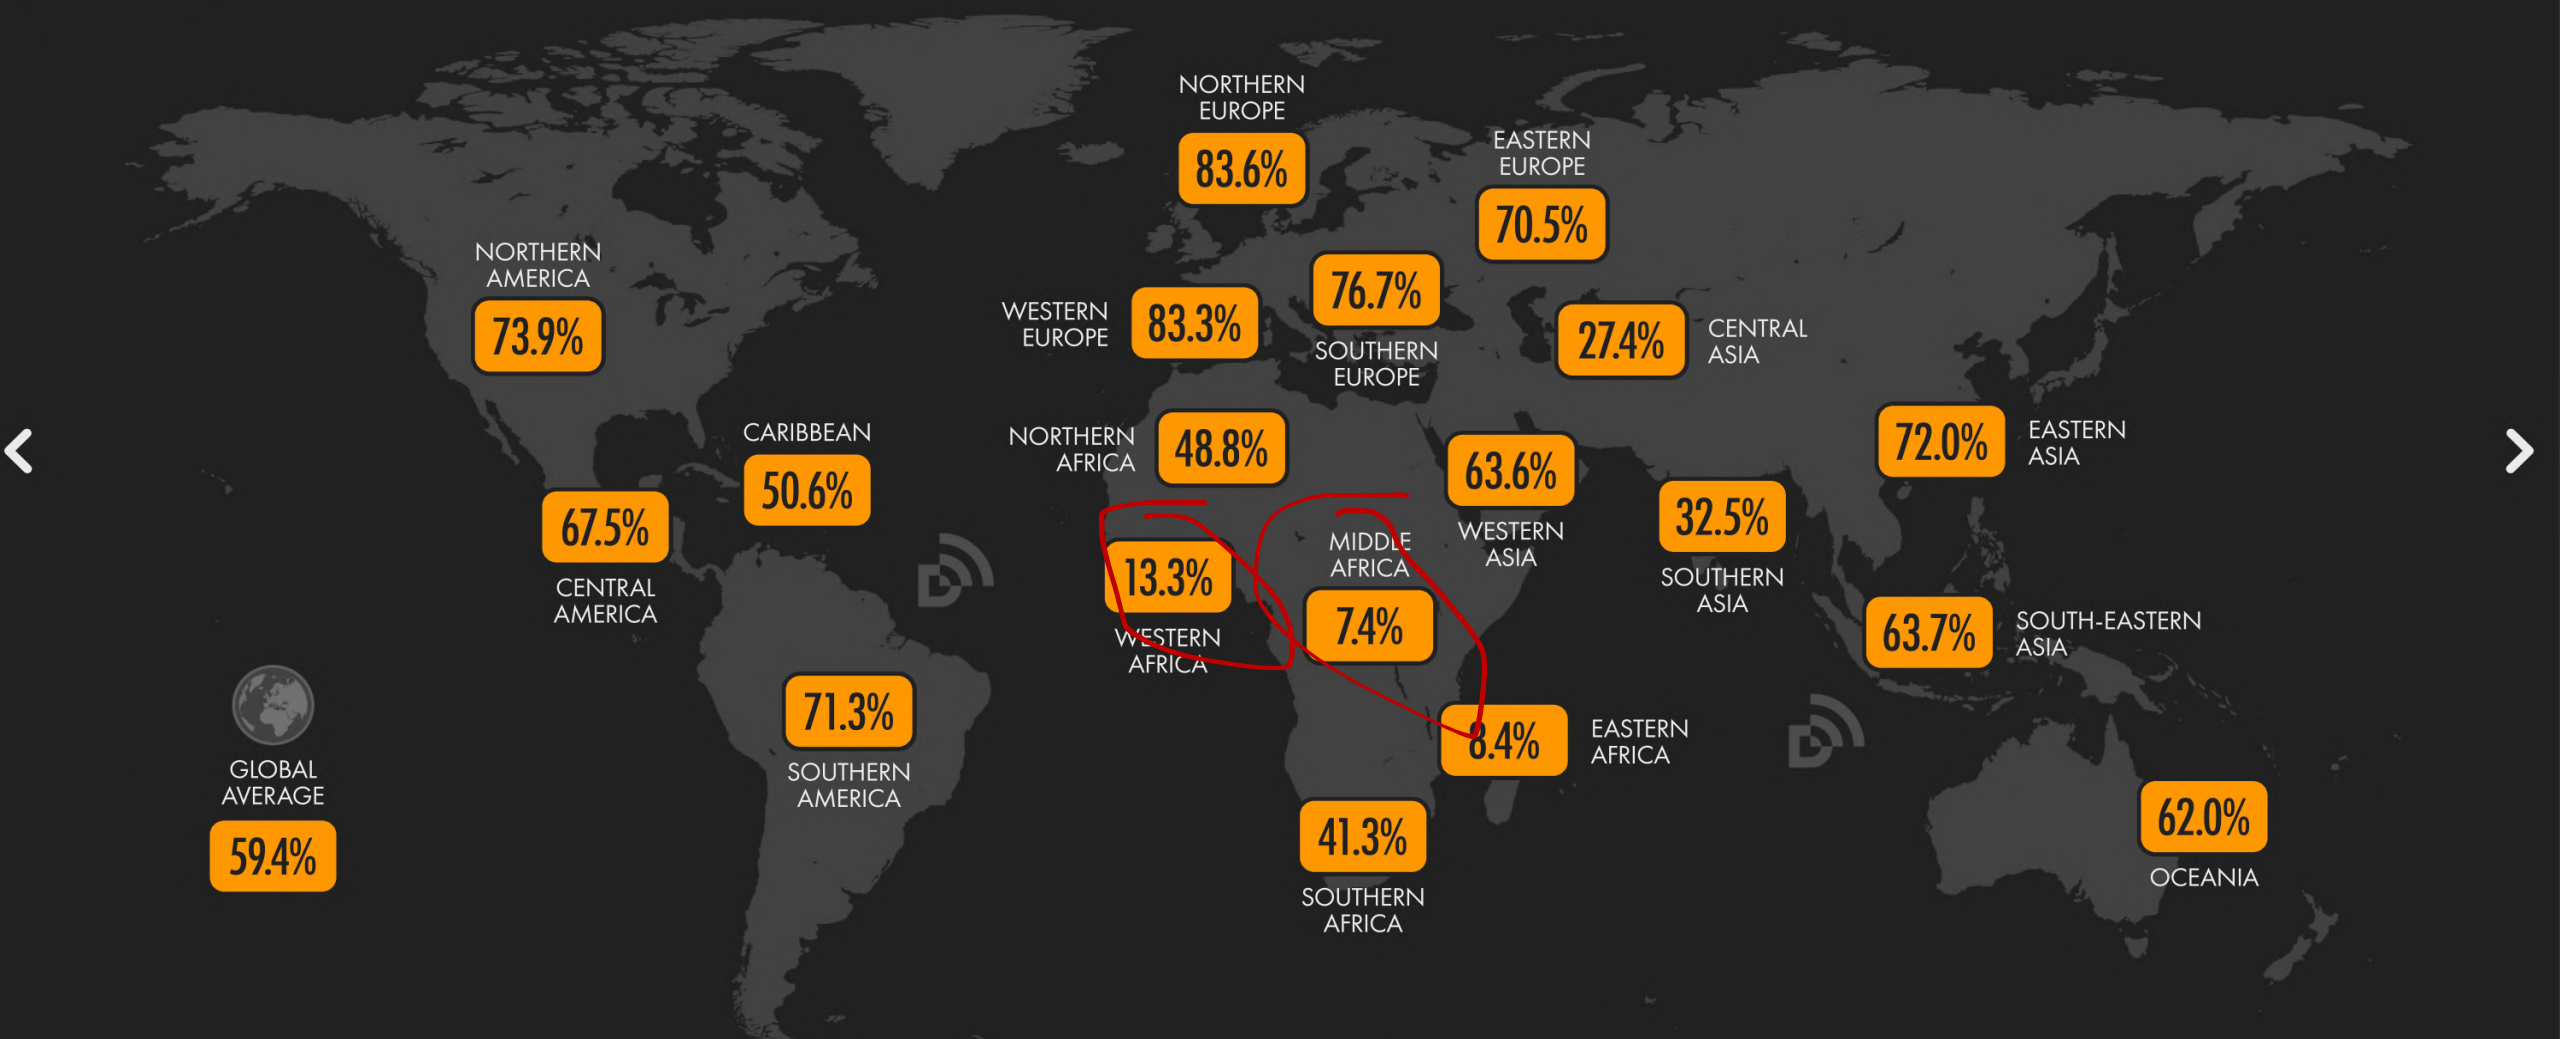 NORTHERN
EUROPE
83.6%
EASTERN
EUROPE
70.5%
NORTHERN
AMERICA
73.9%
WESTERN
EUROPE
83.3%
76.7%
SOUTHERN
EUROPE
27.4%
CENTRAL
ASIA
CARIBBEAN
50.6%
NORTHERN
AFRICA
48.8%
63.6%
WESTERN
ASIA
72.0%
EASTERN
ASIA
67.5%
CENTRAL
AMERICA
13.3%
WESTERN
AFRICA
MIDDLE
AFRICA
7.4%
32.5%
SOUTHERN
ASIA
63.7%
SOUTH-EASTERN
ASIA
71.3%
SOUTHERN
AMERICA
8.4%
EASTERN
AFRICA
GLOBAL
AVERAGE
59.4%
41.3%
SOUTHERN
AFRICA
62.0%
OCEANIA